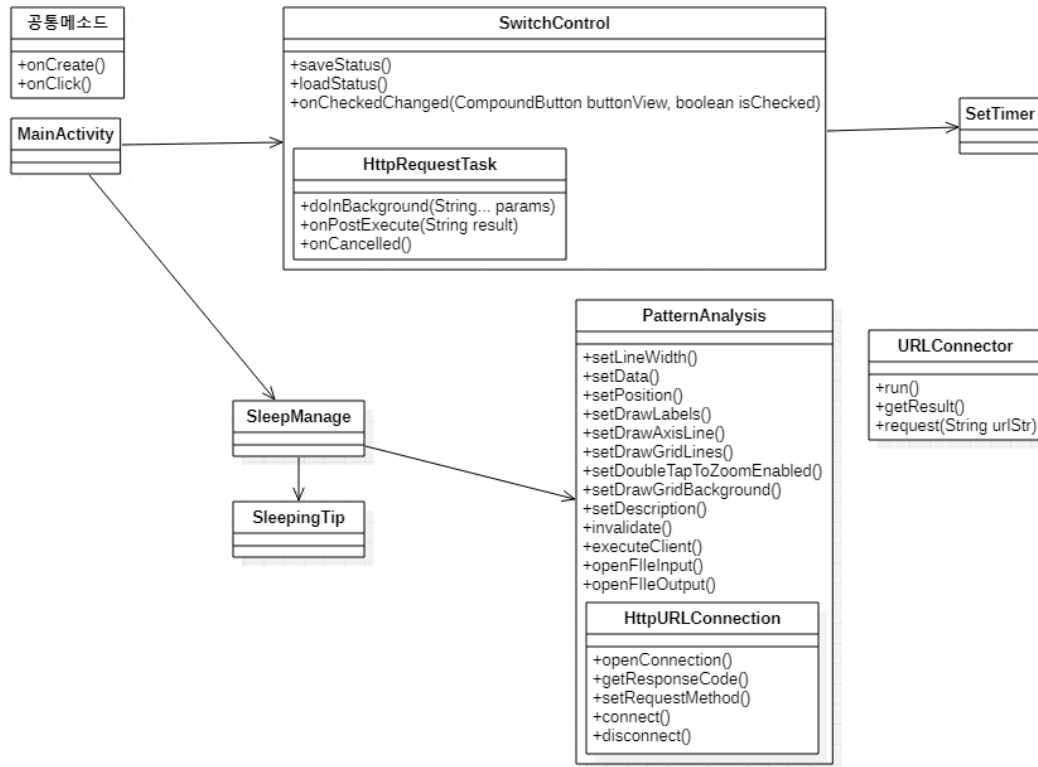 공통메소드
+onCreate()
+onClick()
MainActivity
SwitchControl
+saveStatus()
+loadStatus()
+onCheckedChanged(CompoundButton buttonView, boolean isChecked)
HttpRequestTask
+doInBackground(String... params)
+onPostExecute(String result)
+onCancelled()
SetTimer
SleepManage
SleepingTip
PatternAnalysis
+setLineWidth()
+setData()
+setPosition()
+setDrawLabels()
+setDrawAxisLine()
+setDrawGridLines()
+setDoubleTapToZoomEnabled()
+setDrawGridBackground()
+setDescription()
+invalidate()
+executeClient()
+openFIleInput()
+openFIleOutput()
HttpURLConnection
+openConnection()
+getResponseCode()
+setRequestMethod()
+connect()
+disconnect()
URLConnector
+run()
+getResult()
+request(String urlStr)